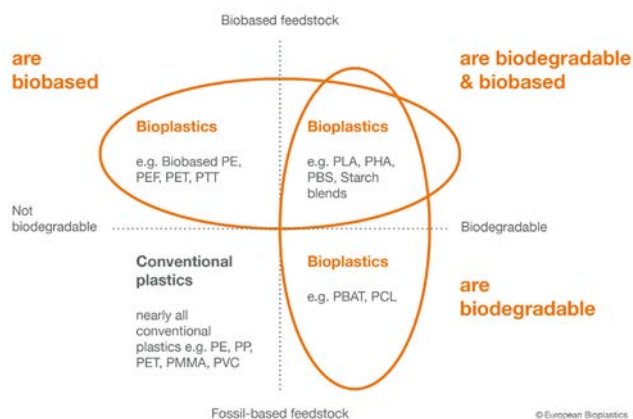 Biobased feedstock
are
biobased
are biodegradable
& biobased
Bioplastics
e.g. Biobased PE,
PEF, PET, PTT
Bioplastics
e.g. PLA, PHA,
PBS, Starch
blends
Not
biodegradable
Biodegradable
Conventional
plastics
nearly all
conventional
plastics e.g. PE, PP,
PET, PMMA, PVC
Bioplastics
e.g. PBAT, PCL
are
biodegradable
Fossil-based feedstock
© European Bioplastics